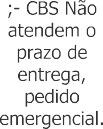 ;- CBS Não
atendem o
prazo de
entrega,
pedido
emergencial.